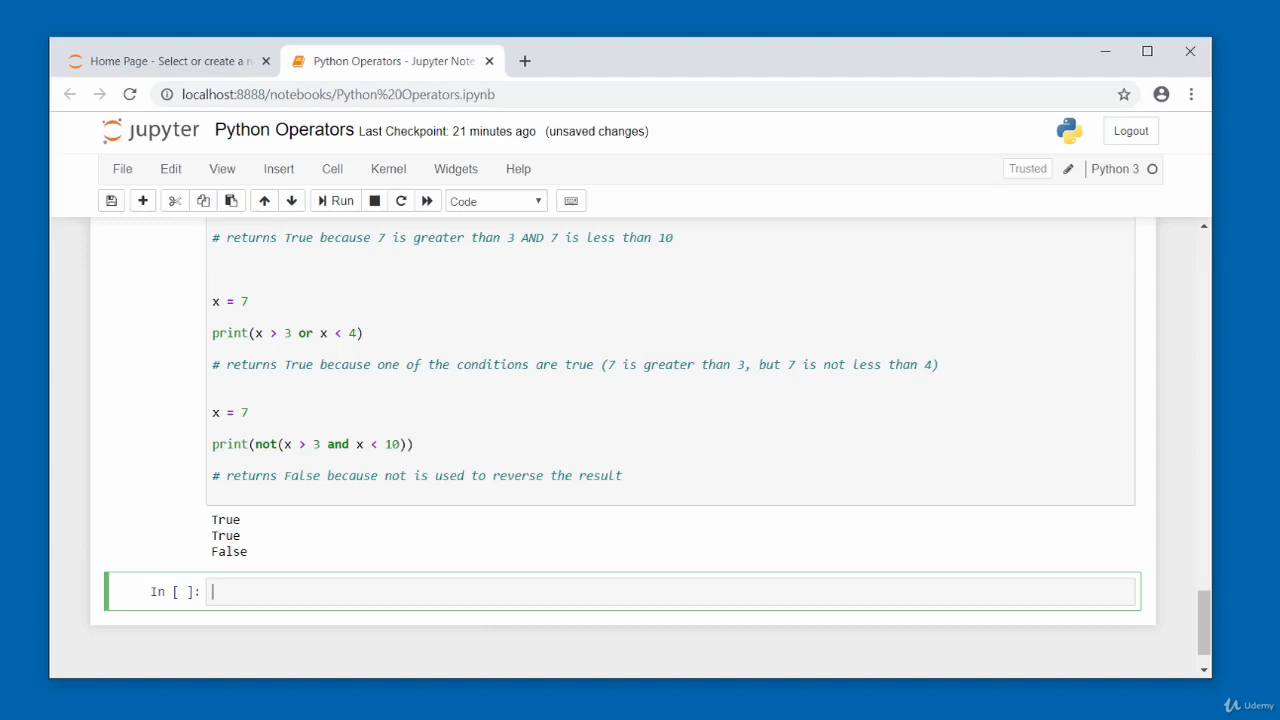 Home Page - Select or create a n
Python Operators - Jupyter Note
localhost:8888/notebooks/Python%20Operators.ipynb
jupyter Python Operators Last Checkpoint: 21 minutes ago (unsaved changes) Logout
File Edit View Insert Cell Kernel Widgets Help Trusted Python 3
Run Code
# returns True because 7 is greater than 3 AND 7 is less than 10
x = 7
print(x > 3 or x < 4)
# returns True because one of the conditions are true (7 is greater than 3, but 7 is not less than 4)
x = 7
print(not(x > 3 and x < 10))
# returns False because not is used to reverse the result
True
True
False
In [ ]:
Udemy